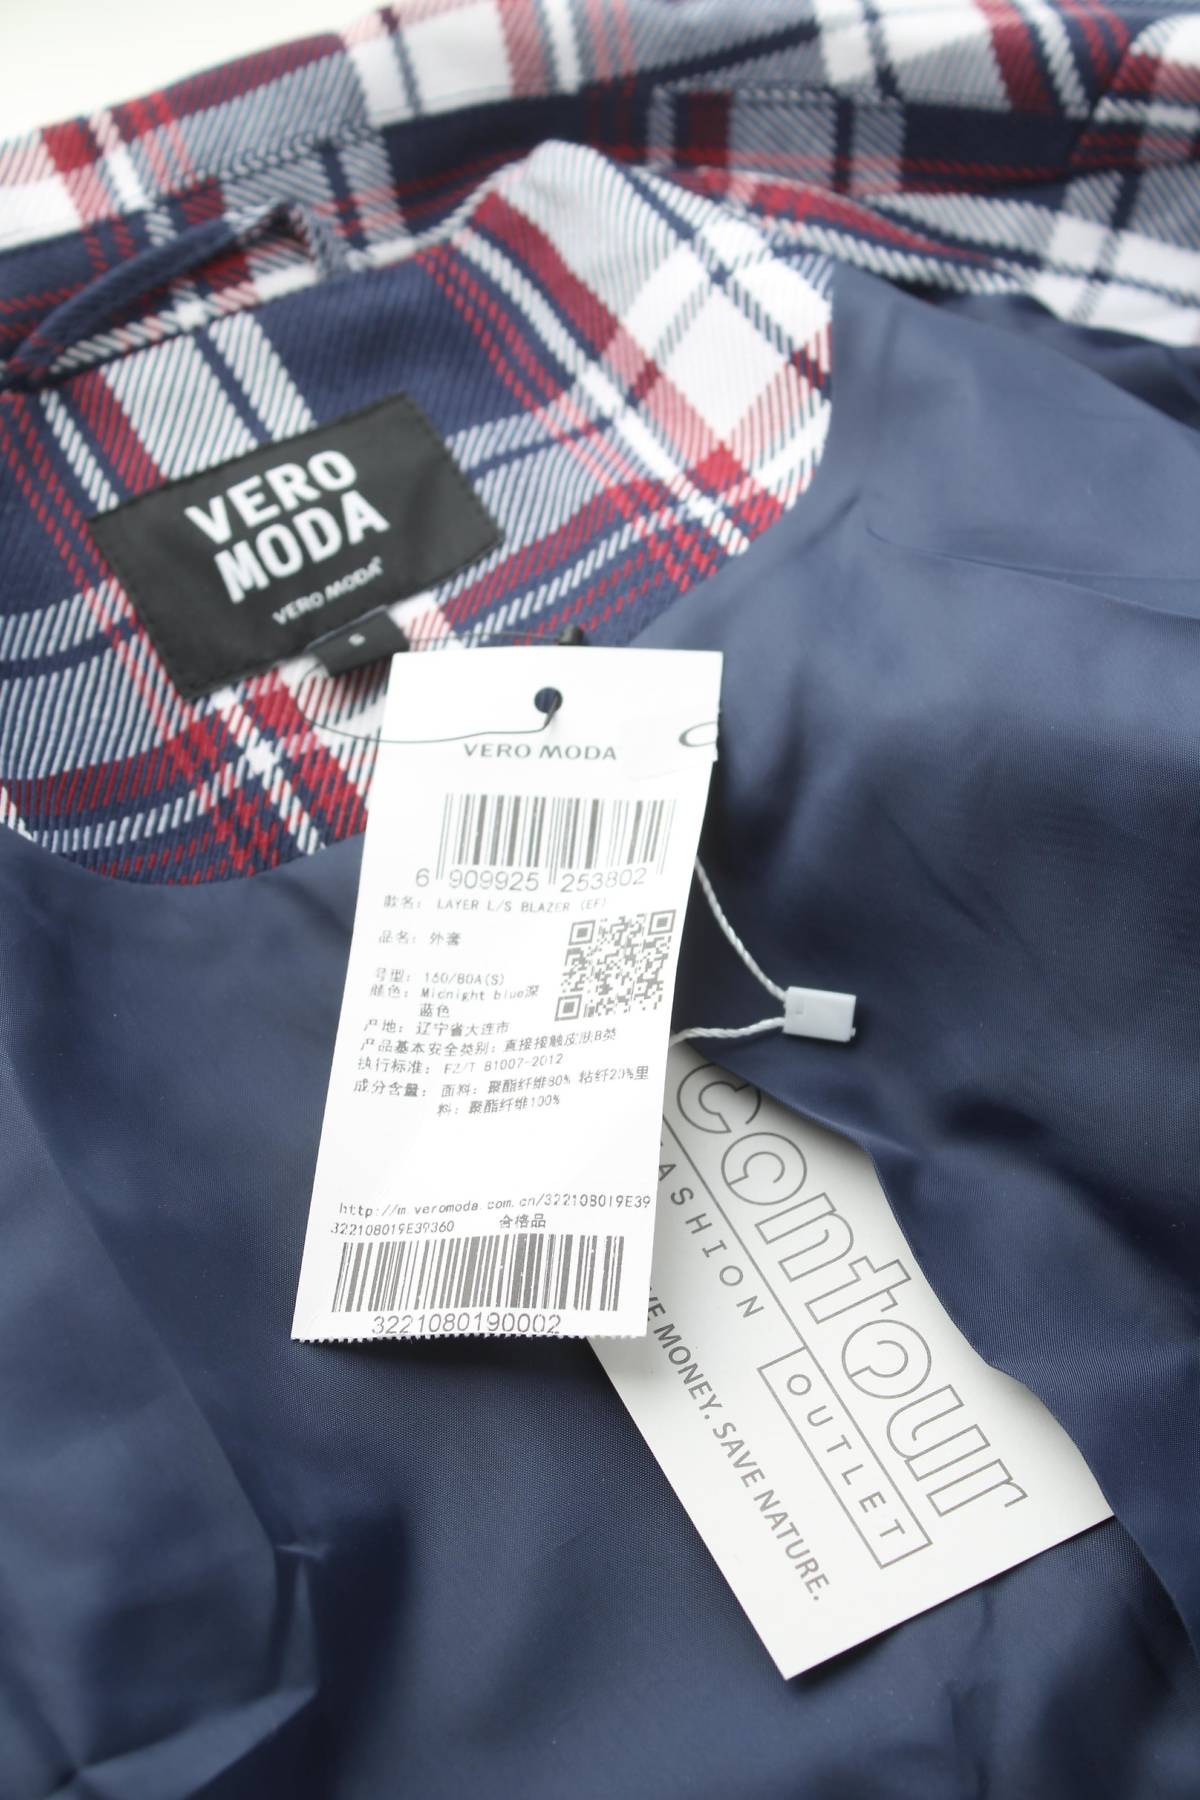 VERO
MODA
VERO MODA
S
VERO MODA
6 909925 253802
款名: LAYER L/S BLAZER (EF)
品名: 外套
号型: 160/80A(S)
颜色: Midnight blue深
蓝色
产地: 辽宁省大连市
产品基本安全类别: 直接接触皮肤B类
执行标准: FZ/T 81007-2012
成分含量: 面料: 聚酯纤维80% 粘纤20%里
料: 聚酯纤维100%
http://m.veromoda.com.cn/322108019E39
322108019E39360 合格品
3221080190002
contour
FASHION OUTLET
VE MONEY. SAVE NATURE.